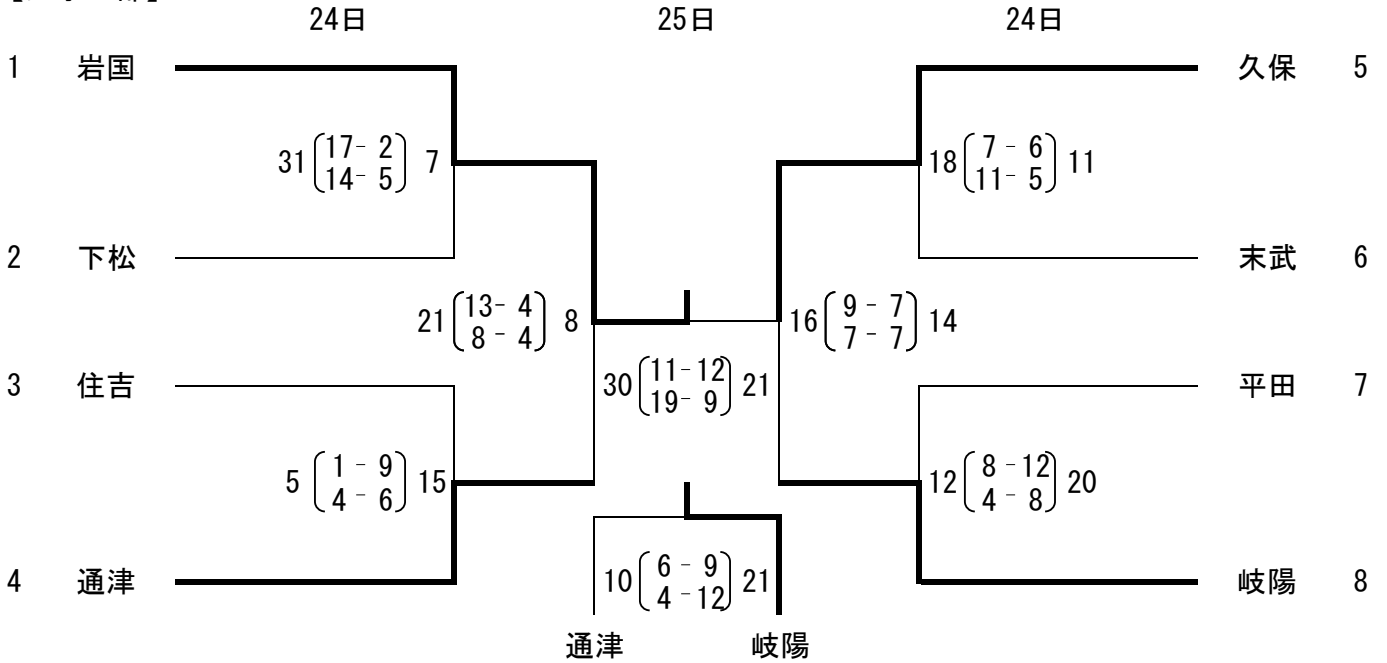 24日 25日 24日
1 岩国 久保 5
31 (17- 2 14- 5) 7 18 (7 - 6 11- 5) 11
2 下松 末武 6
21 (13- 4 8 - 4) 8 16 (9 - 7 7 - 7) 14
30 (11-12 19- 9) 21
3 住吉 平田 7
5 (1 - 9 4 - 6) 15 12 (8 -12 4 - 8) 20
4 通津 岐陽 8
10 (6 - 9 4 -12) 21
通津 岐陽